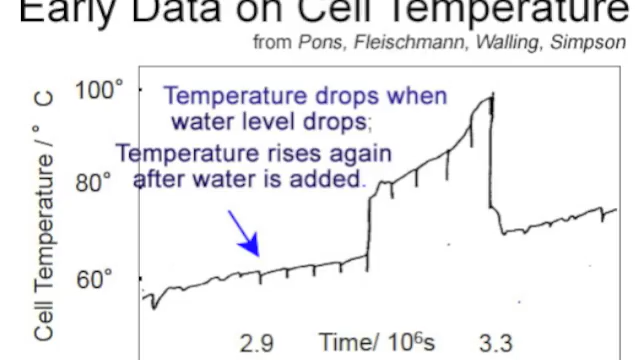 Early Data on Cell Temperature
from Pons, Fleischmann, Walling, Simpson
Cell Temperature / ° C
100°
Temperature drops when
water level drops;
Temperature rises again
after water is added.
80°
60°
2.9 Time/ 10⁶s 3.3